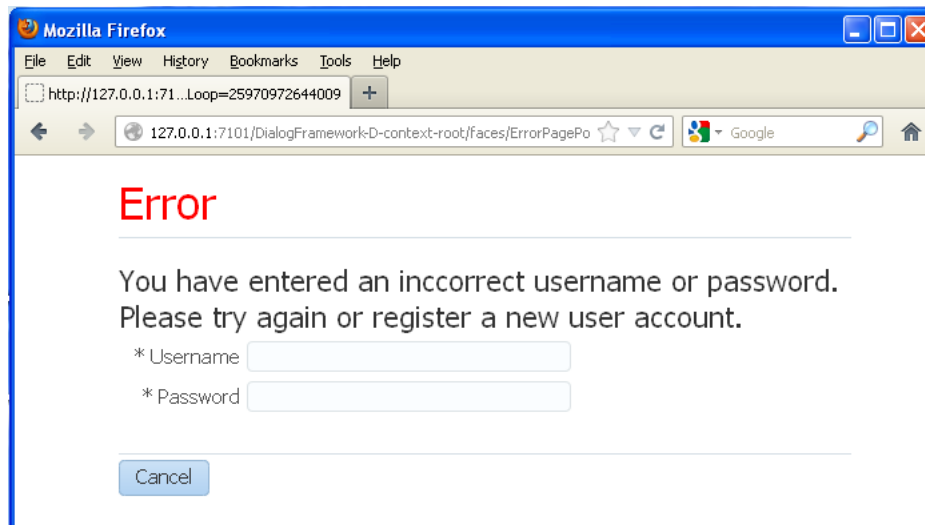 Mozilla Firefox
File Edit View History Bookmarks Tools Help
http://127.0.0.1:71...Loop=25970972644009
127.0.0.1:7101/DialogFramework-D-context-root/faces/ErrorPagePo Google
Error
You have entered an inccorrect username or password.
Please try again or register a new user account.
* Username
* Password
Cancel